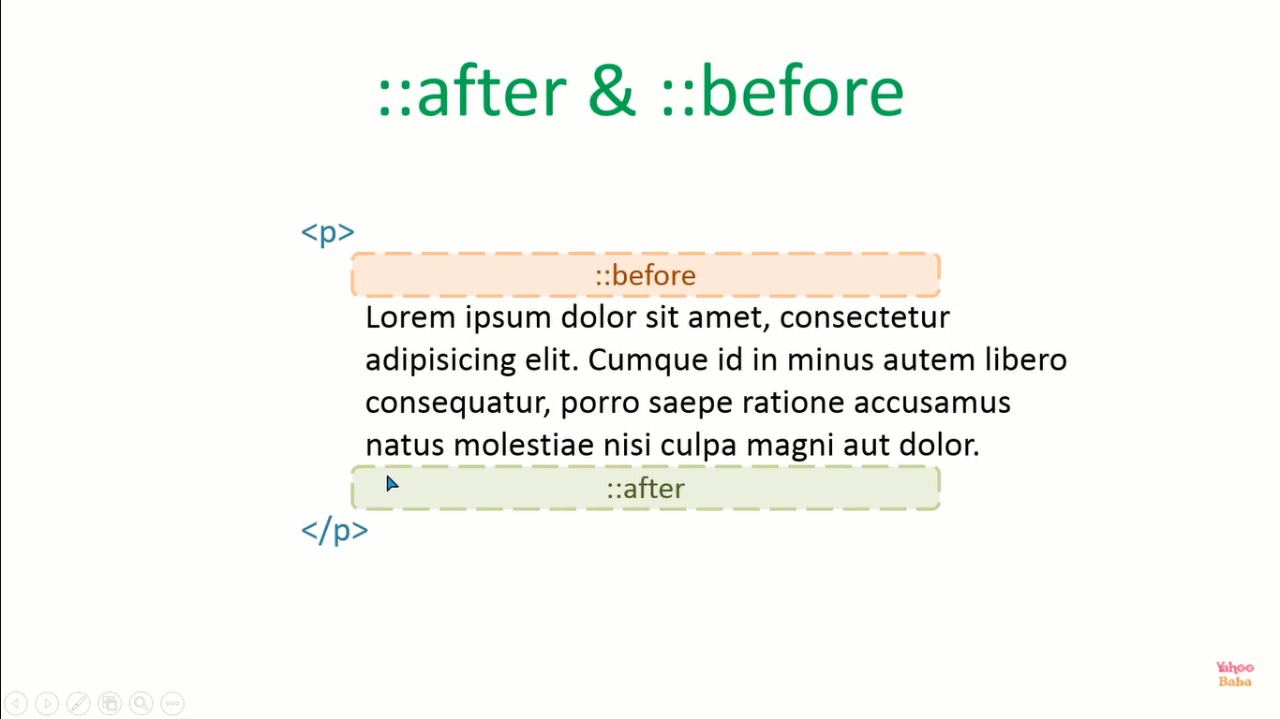 ::after & ::before
<p>
::before
Lorem ipsum dolor sit amet, consectetur
adipisicing elit. Cumque id in minus autem libero
consequatur, porro saepe ratione accusamus
natus molestiae nisi culpa magni aut dolor.
::after
</p>
Yahoo
Baba